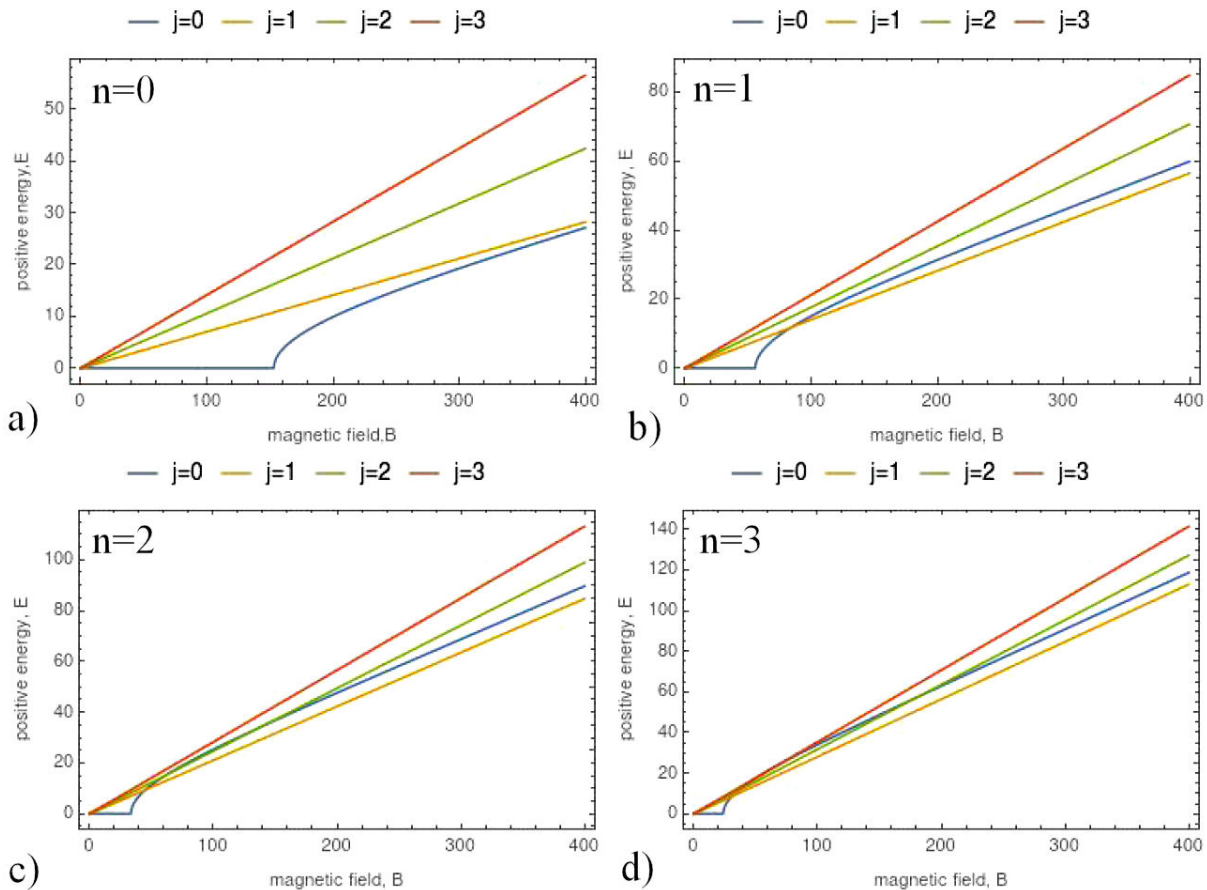 j=0 j=1 j=2 j=3
n=0
positive energy,E
50
40
30
20
10
0
0 100 200 300 400
magnetic field,B
a)
j=0 j=1 j=2 j=3
n=1
positive energy, E
80
60
40
20
0
0 100 200 300 400
magnetic field, B
b)
j=0 j=1 j=2 j=3
n=2
positive energy, E
100
80
60
40
20
0
0 100 200 300 400
magnetic field, B
c)
j=0 j=1 j=2 j=3
n=3
positive energy, E
140
120
100
80
60
40
20
0
0 100 200 300 400
magnetic field, B
d)